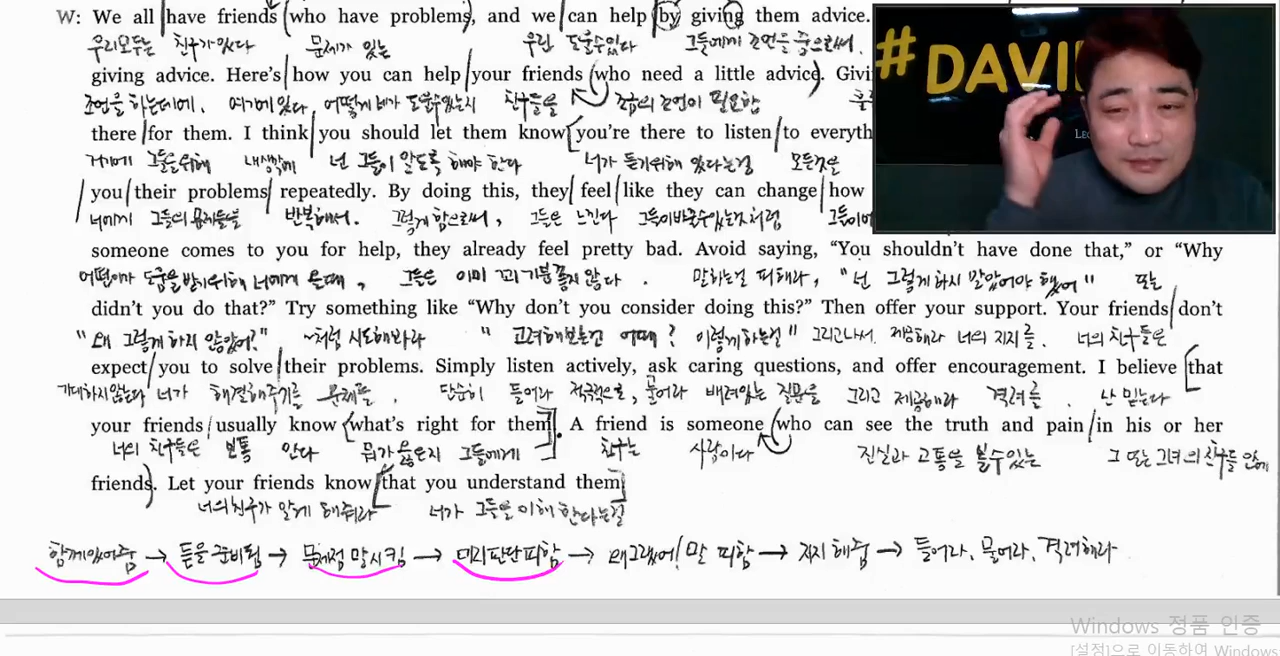 W: We all have friends who have problems, and we can help by giving them advice.
우리모두는 친구가있다 문제가 있는 우린 도울수있다 그들에게 조언을 줌으로써.
giving advice. Here's how you can help your friends who need a little advice. Givi
조언을 하는데에. 여기에있다, 어떻게 네가 도울수있는지 친구들을 조금의 조언이 필요한
there for them. I think you should let them know you're there to listen to everyth
거기에 그들을위해 내생각에 넌 그들이 알도록 해야 한다 네가 듣기위해 있다는걸 모든것을
you their problems repeatedly. By doing this, they feel like they can change how
너에게 그들의 문제들을 반복해서. 그렇게 함으로써, 그들은 느낀다 그들이바꿀수있는것처럼 그들이
someone comes to you for help, they already feel pretty bad. Avoid saying, “You shouldn't have done that,” or “Why
어떤이가 도움을받기위해 너에게 올때, 그들은 이미 꽤 기분좋지 않다. 말하는걸 피해라, "넌 그렇게하지 말았어야 했어" 또는
didn't you do that?” Try something like “Why don't you consider doing this?” Then offer your support. Your friends don't
"왜 그렇게 하지 않았어?" ~처럼 시도해봐라 " 고려해보는건 어때? 이렇게하는걸" 그리고나서. 제공해라 너의 지지를. 너의 친구들은
expect you to solve their problems. Simply listen actively, ask caring questions, and offer encouragement. I believe that
기대하지않는다 네가 해결해주기를 문제들. 단순히 들어라 적극적으로, 물어라 배려있는 질문을 그리고 제공해라 격려를. 난 믿는다
your friends usually know what's right for them. A friend is someone who can see the truth and pain in his or her
너의 친구들은 보통 안다 뭐가 옳은지 그들에게 친구는 사람이다 진실과 고통을 볼수있는 그 또는 그녀의 친구들 안에
friends. Let your friends know that you understand them
너의친구가 알게 해줘라 네가 그들을 이해 한다는걸
함께있어줌 → 듣을 준비됨 → 문제점 말시킴 → 대리판단피함 → 왜그랬어! 말 피함 → 지지 해줌 → 들어라, 물어라, 격려해라
# DAVI
Windows 정품 인증
[설정]으로 이동하여 Windows